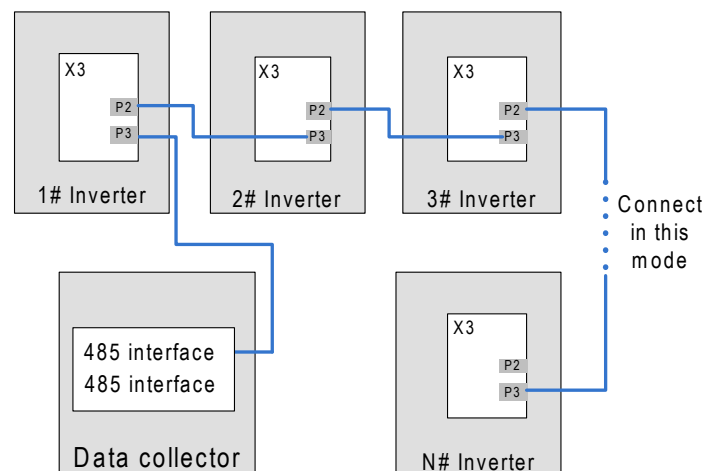 X3
P2
P3
1# Inverter
X3
P2
P3
2# Inverter
X3
P2
P3
3# Inverter
Connect
in this
mode
485 interface
485 interface
Data collector
X3
P2
P3
N# Inverter